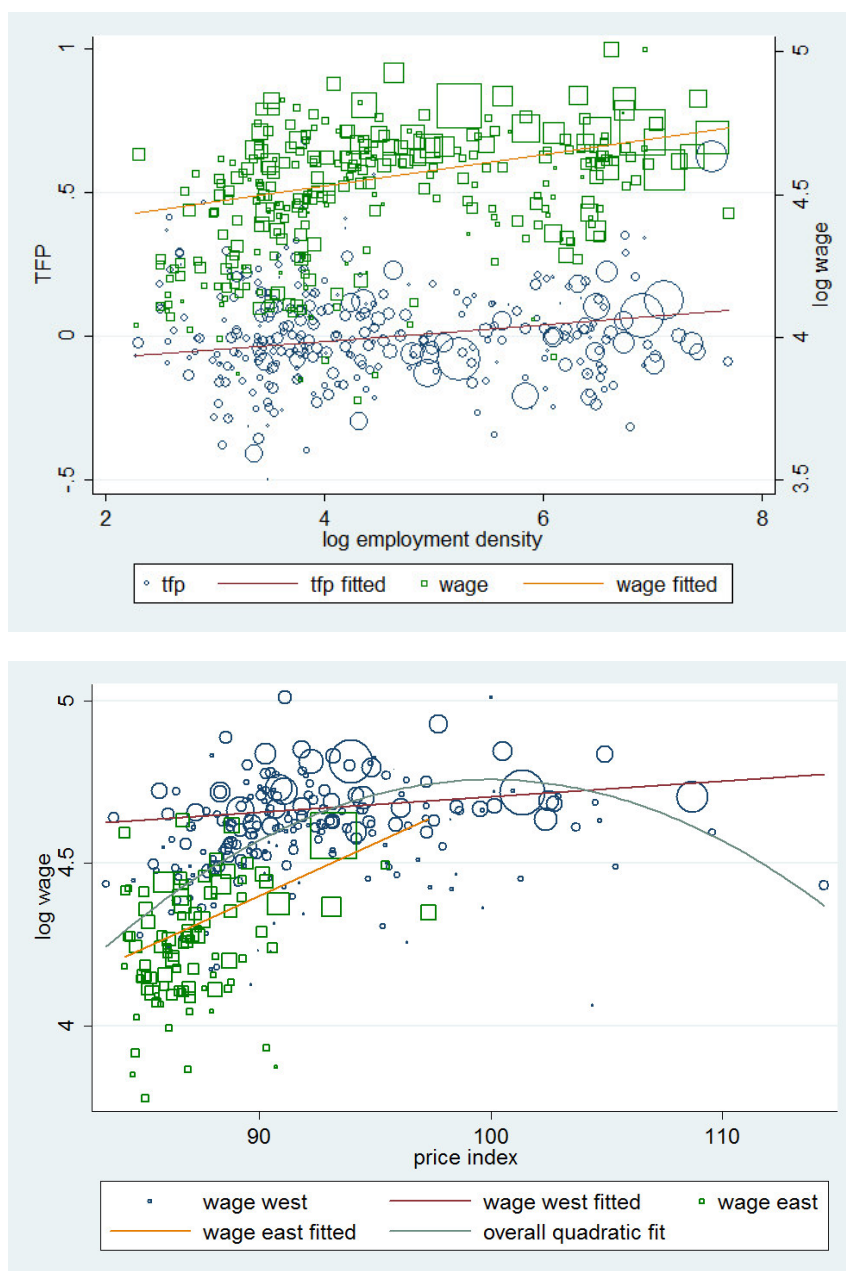 1
.5
0
-.5
TFP
5
4.5
4
3.5
log wage
2 4 6 8
log employment density
tfp tfp fitted wage wage fitted
5
4.5
4
log wage
90 100 110
price index
wage west wage west fitted wage east
wage east fitted overall quadratic fit